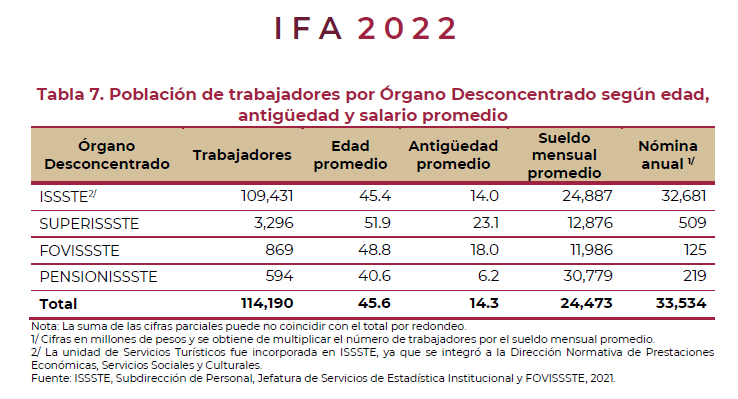 IFA 2022
Tabla 7. Población de trabajadores por Órgano Desconcentrado según edad,
antigüedad y salario promedio
Órgano Desconcentrado Trabajadores Edad promedio Antigüedad promedio Sueldo mensual promedio Nómina anual 1/
ISSSTE2/ 109,431 45.4 14.0 24,887 32,681
SUPERISSSTE 3,296 51.9 23.1 12,876 509
FOVISSSTE 869 48.8 18.0 11,986 125
PENSIONISSSTE 594 40.6 6.2 30,779 219
Total 114,190 45.6 14.3 24,473 33,534
Nota: La suma de las cifras parciales puede no coincidir con el total por redondeo.
1/ Cifras en millones de pesos y se obtiene de multiplicar el número de trabajadores por el sueldo mensual promedio.
2/ La unidad de Servicios Turísticos fue incorporada en ISSSTE, ya que se integró a la Dirección Normativa de Prestaciones
Económicas, Servicios Sociales y Culturales.
Fuente: ISSSTE, Subdirección de Personal, Jefatura de Servicios de Estadística Institucional y FOVISSSTE, 2021.